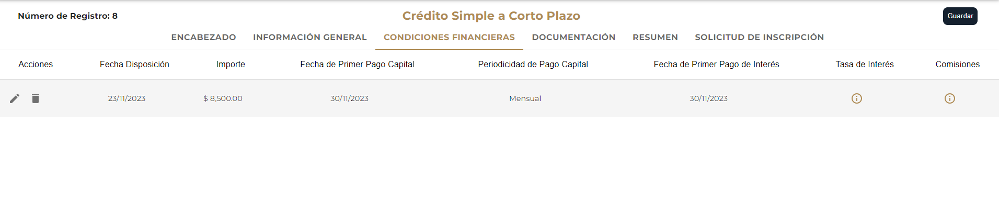 Número de Registro: 8
Crédito Simple a Corto Plazo
Guardar
ENCABEZADO INFORMACIÓN GENERAL CONDICIONES FINANCIERAS DOCUMENTACIÓN RESUMEN SOLICITUD DE INSCRIPCIÓN
Acciones Fecha Disposición Importe Fecha de Primer Pago Capital Periodicidad de Pago Capital Fecha de Primer Pago de Interés Tasa de Interés Comisiones
23/11/2023 $ 8,500.00 30/11/2023 Mensual 30/11/2023